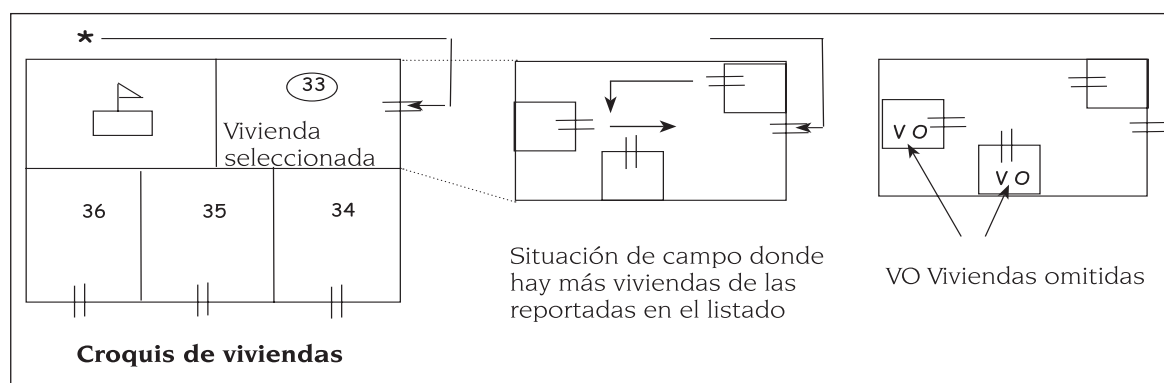 *
33
Vivienda
seleccionada
36
35
34
Croquis de viviendas
Situación de campo donde
hay más viviendas de las
reportadas en el listado
VO
VO
VO Viviendas omitidas